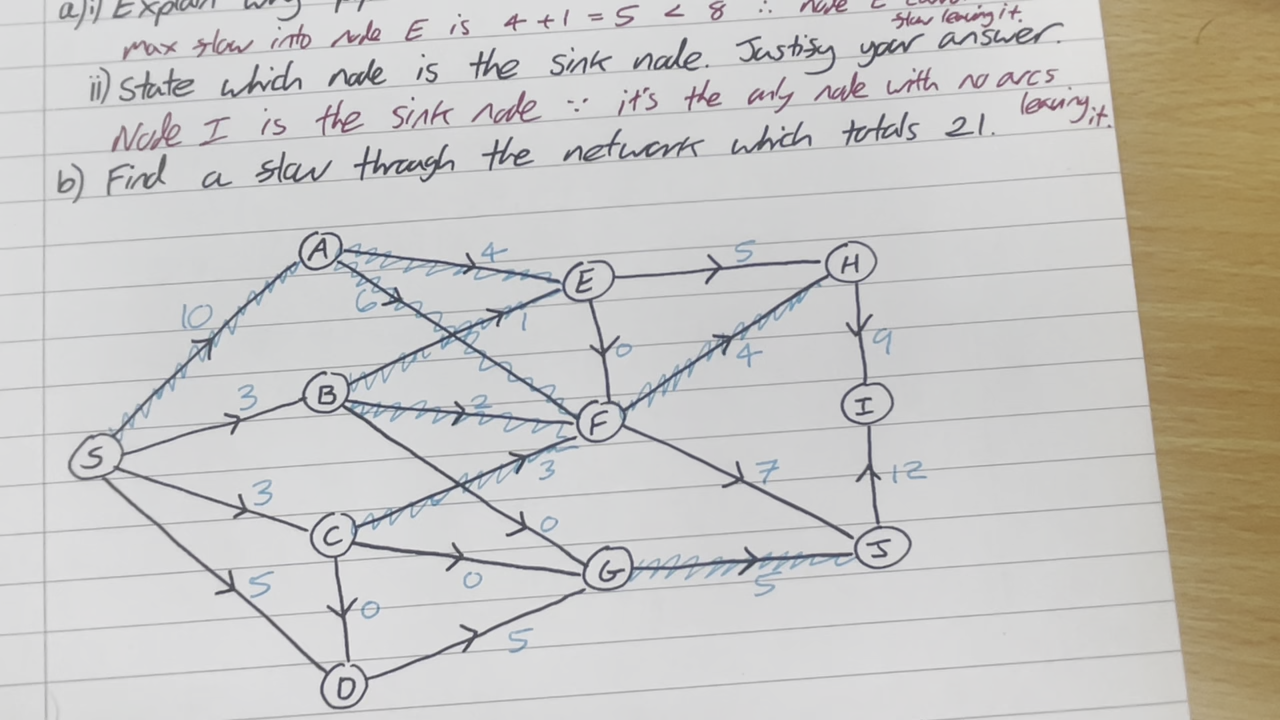 a)i) Explain why
max flow into node E is 4 + 1 = 5 < 8 ∴ node E
flow leaving it.
ii) State which node is the sink node. Justify your answer.
Node I is the sink node ∵ it's the only node with no arcs
leaving it.
b) Find a flow through the network which totals 21.
A 4 E 5 H
10 6 1 0 4 9
3 B 2 F I
S 3 3 7 12
C 0 J
5 0 0 G 5
D 5